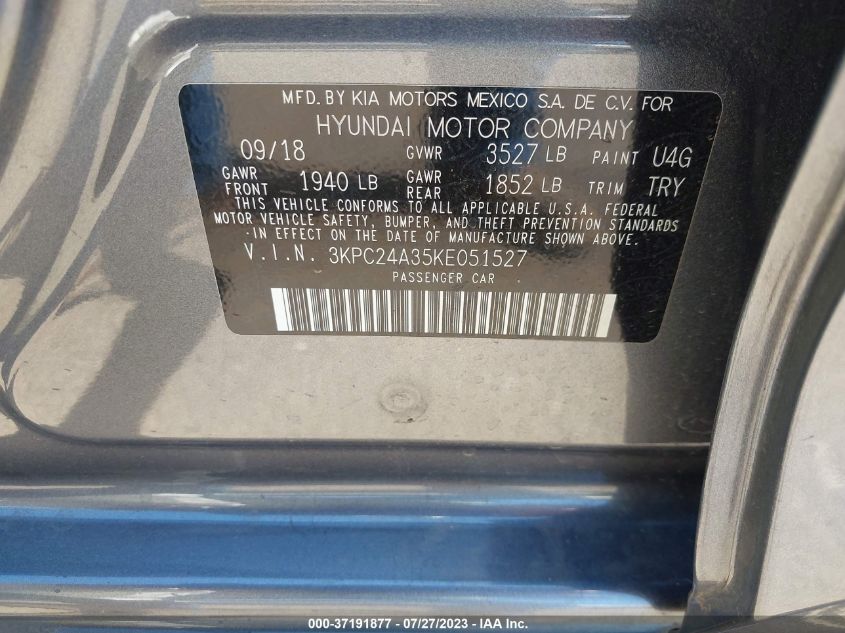 MFD. BY KIA MOTORS MEXICO S.A. DE C.V. FOR
HYUNDAI MOTOR COMPANY
09/18 GVWR 3527 LB PAINT U4G
GAWR FRONT 1940 LB GAWR REAR 1852 LB TRIM TRY
THIS VEHICLE CONFORMS TO ALL APPLICABLE U.S.A. FEDERAL
MOTOR VEHICLE SAFETY, BUMPER, AND THEFT PREVENTION STANDARDS
IN EFFECT ON THE DATE OF MANUFACTURE SHOWN ABOVE.
V.I.N. 3KPC24A35KE051527
PASSENGER CAR
000-37191877 / 07/27/2023 - IAA Inc.